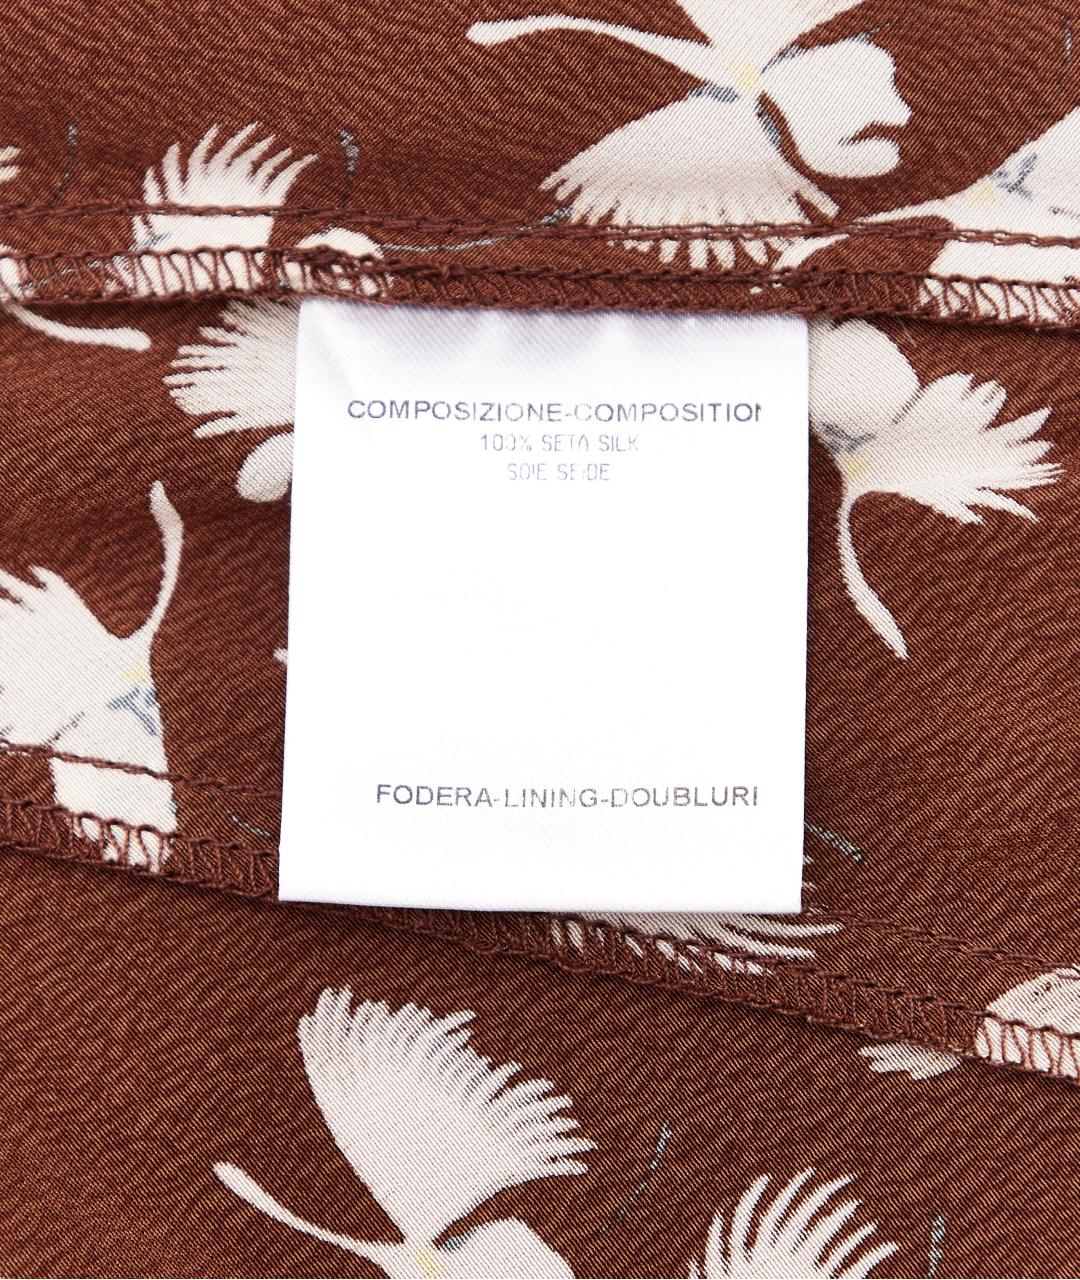 COMPOSIZIONE-COMPOSITION
100% SETA SILK
SOIE SEIDE
FODERA-LINING-DOUBLURI